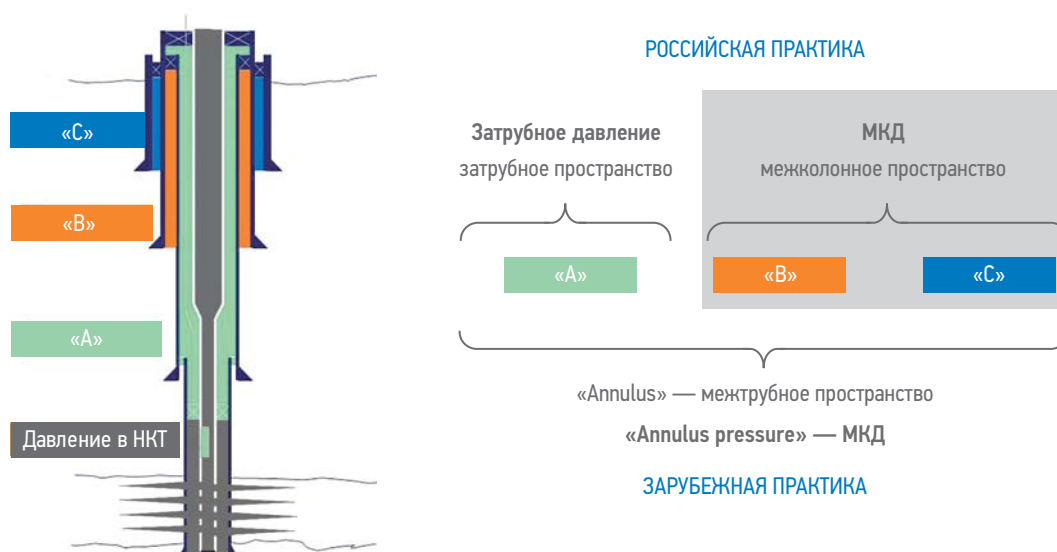 «C»
«B»
«A»
Давление в НКТ
РОССИЙСКАЯ ПРАКТИКА
Затрубное давление
затрубное пространство
МКД
межколонное пространство
«A»
«B»
«C»
«Annulus» — межтрубное пространство
«Annulus pressure» — МКД
ЗАРУБЕЖНАЯ ПРАКТИКА